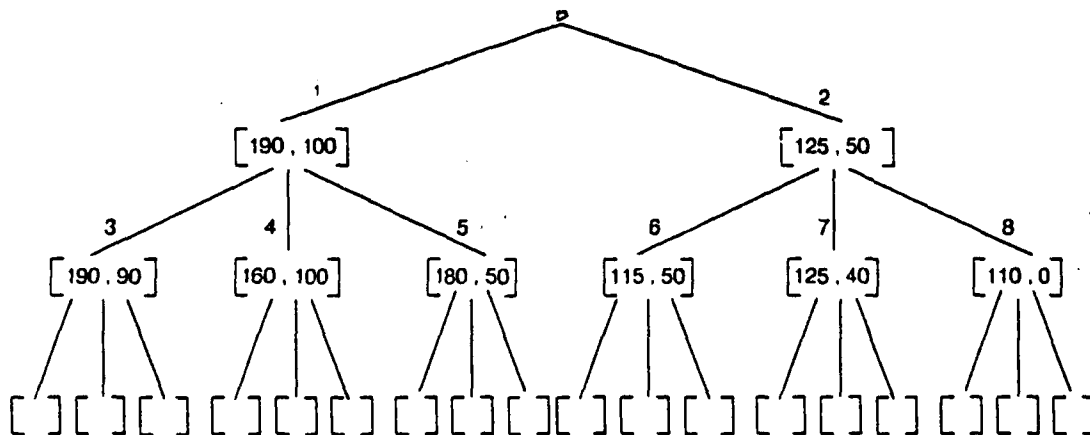 1 2
[190, 100] [125, 50 ]
3 4 5 6 7 8
[190, 90] [160, 100] [180, 50] [115, 50] [125, 40] [110, 0]
[ ] [ ] [ ] [ ] [ ] [ ] [ ] [ ] [ ] [ ] [ ] [ ] [ ] [ ] [ ] [ ] [ ] [ ]